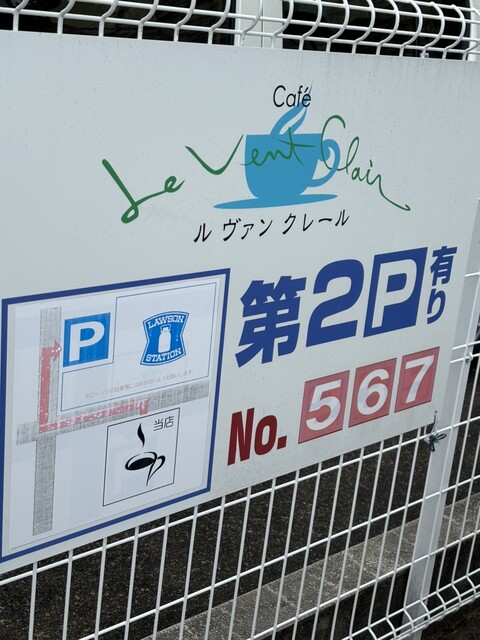 Café
Le Vent Clair
ル ヴァン クレール
第2P有り
No. 567
P
LAWSON
STATION
当店